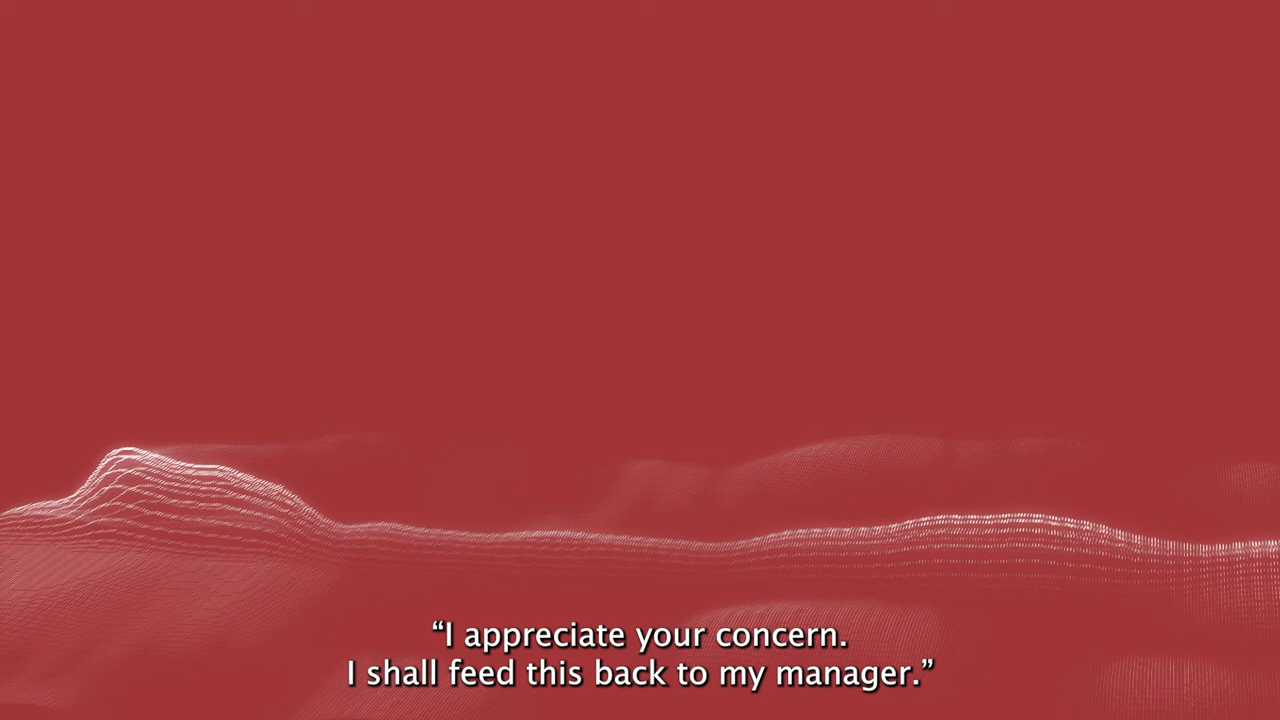 “I appreciate your concern.
I shall feed this back to my manager.”